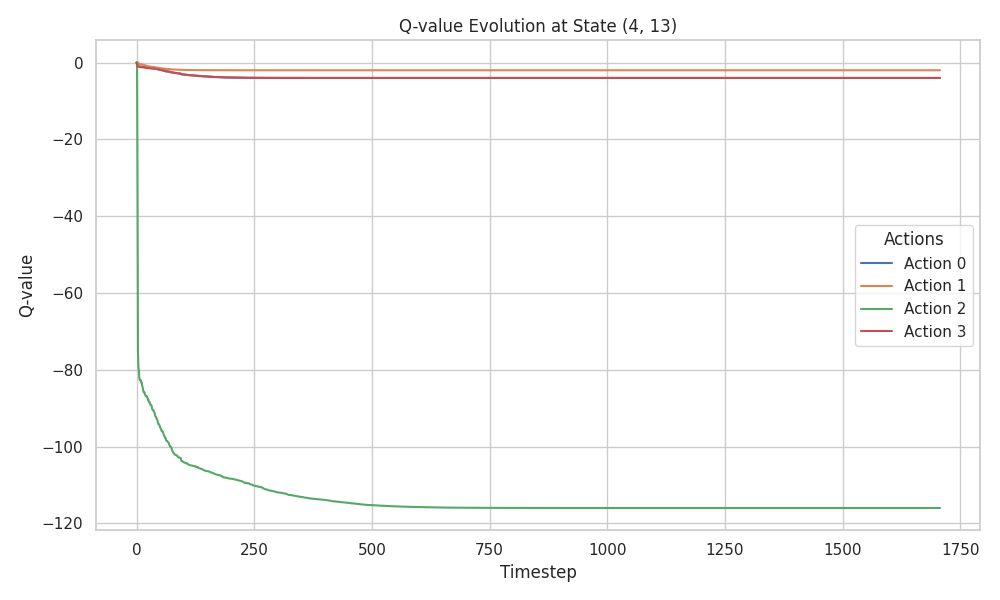 Q-value Evolution at State (4, 13)
Q-value
0
−20
−40
−60
−80
−100
−120
Actions
Action 0
Action 1
Action 2
Action 3
0 250 500 750 1000 1250 1500 1750
Timestep